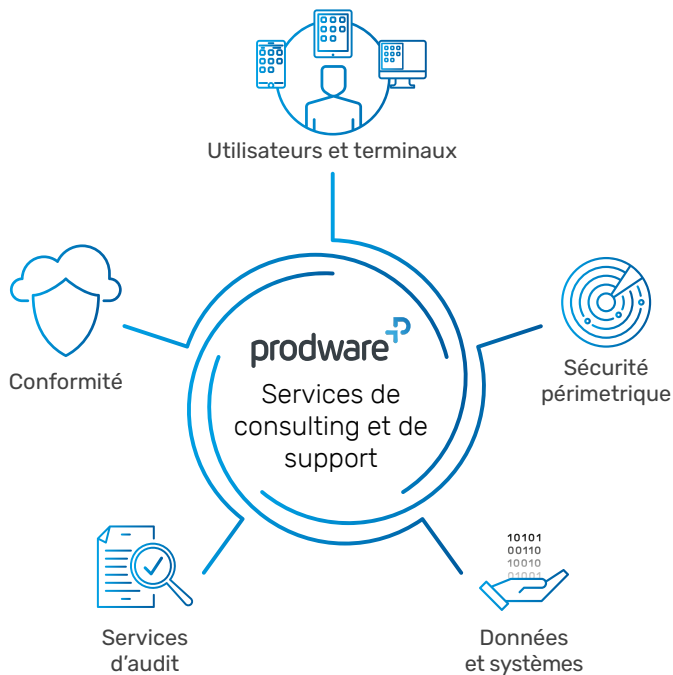 Utilisateurs et terminaux
Conformité
Sécurité
périmetrique
prodware
Services de
consulting et de
support
10101
00110
10010
01001
Services
d’audit
Données
et systèmes